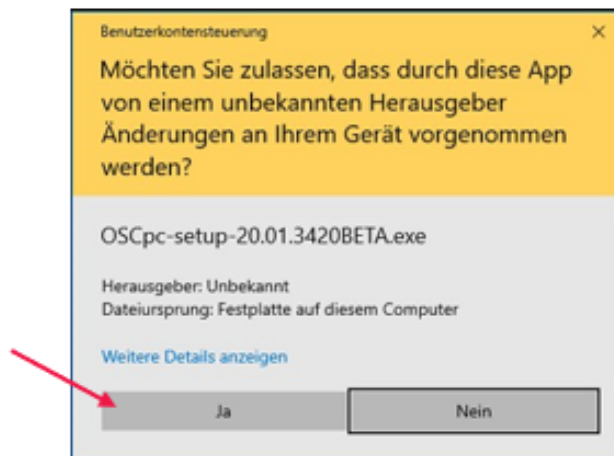 Benutzerkontensteuerung
Möchten Sie zulassen, dass durch diese App
von einem unbekannten Herausgeber
Änderungen an Ihrem Gerät vorgenommen
werden?
OSCpc-setup-20.01.3420BETA.exe
Herausgeber: Unbekannt
Dateiursprung: Festplatte auf diesem Computer
Weitere Details anzeigen
Ja Nein